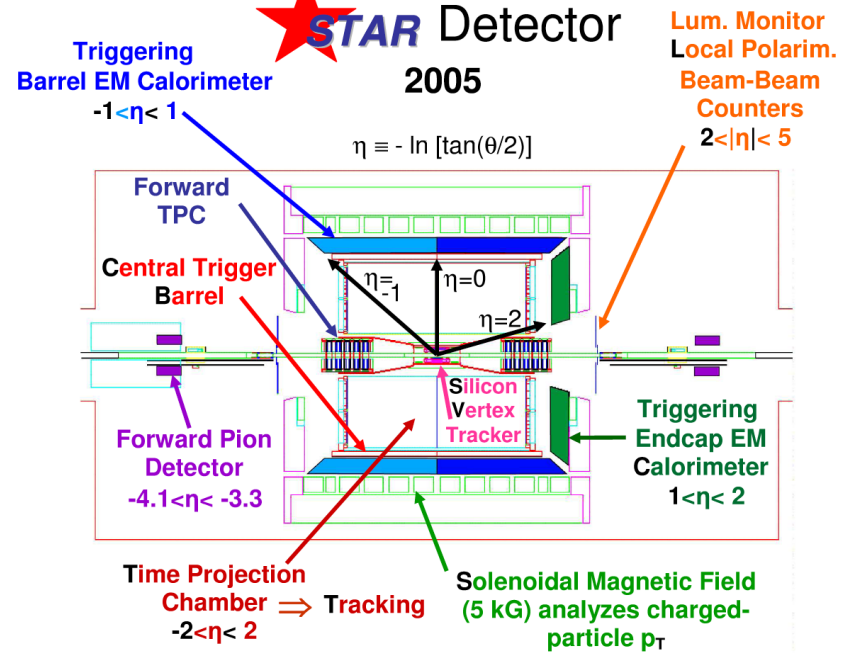 STAR Detector
2005
η ≡ - ln [tan(θ/2)]
Triggering
Barrel EM Calorimeter
-1<η< 1
Lum. Monitor
Local Polarim.
Beam-Beam
Counters
2<|η|< 5
Forward
TPC
Central Trigger
Barrel
η=
-1
η=0
η=2
Silicon
Vertex
Tracker
Forward Pion
Detector
-4.1<η< -3.3
Triggering
Endcap EM
Calorimeter
1<η< 2
Time Projection
Chamber ⇒ Tracking
-2<η< 2
Solenoidal Magnetic Field
(5 kG) analyzes charged-
particle pT